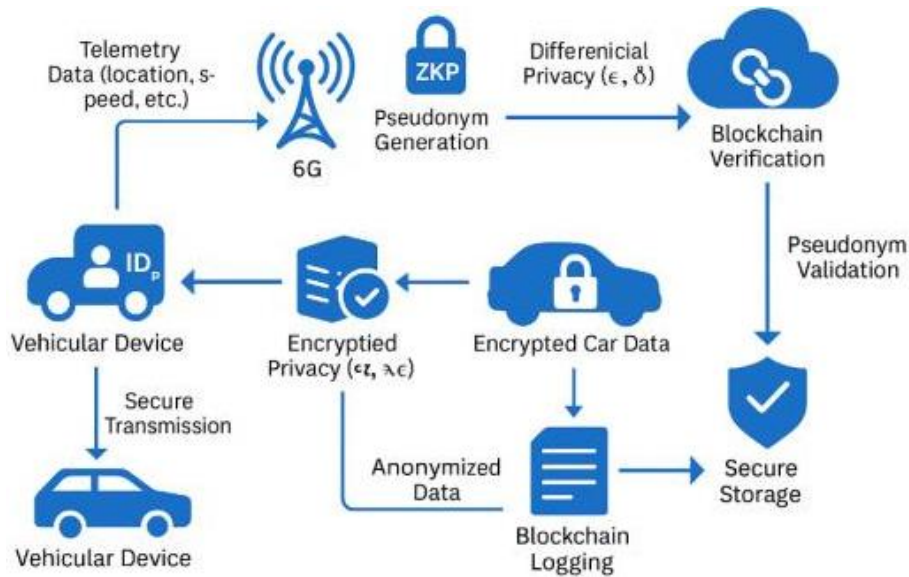 Telemetry
Data (location, s-
peed, etc.)
6G
ZKP
Pseudonym
Generation
Differenicial
Privacy (ϵ, δ)
Blockchain
Verification
Pseudonym
Validation
ID P
Vehicular Device
Encryptied
Privacy
Encrypted Car Data
Secure
Transmission
Vehicular Device
Anonymized
Data
Blockchain
Logging
Secure
Storage